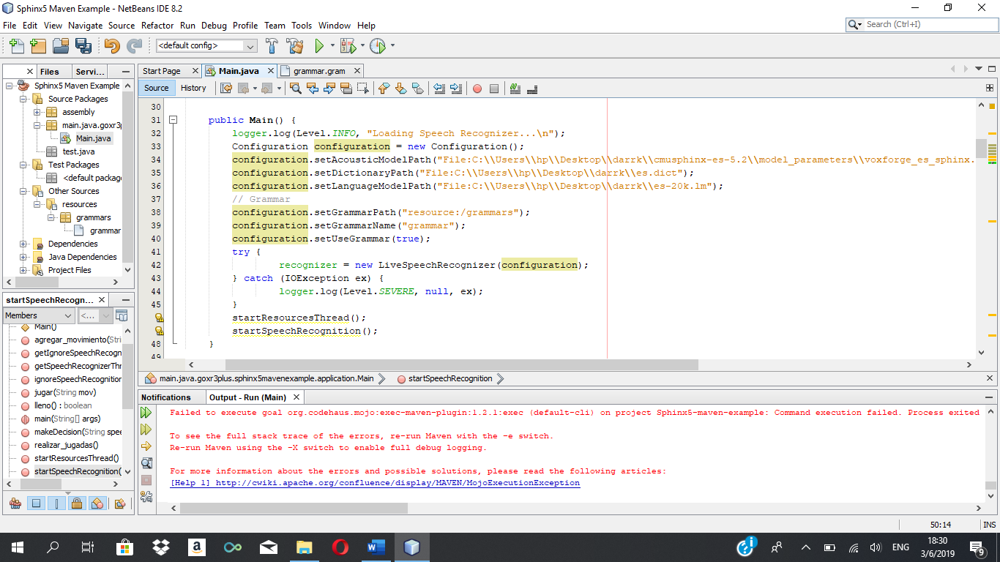 Sphinx5 Maven Example - NetBeans IDE 8.2
File Edit View Navigate Source Refactor Run Debug Profile Team Tools Window Help
Search (Ctrl+I)
<default config>
Files
Servi...
Start Page
Main.java
grammar.gram
Source
History
Sphinx5 Maven Example
Source Packages
assembly
main.java.goxr3p
Main.java
test.java
Test Packages
<default package
Other Sources
resources
grammars
grammar
Dependencies
Java Dependencies
Project Files
30
31 public Main() {
32 logger.log(Level.INFO, "Loading Speech Recognizer...\n");
33 Configuration configuration = new Configuration();
34 configuration.setAcousticModelPath("File:C:\\Users\\hp\\Desktop\\darrk\\cmusphinx-es-5.2\\model_parameters\\voxforge_es_sphinx.
35 configuration.setDictionaryPath("File:C:\\Users\\hp\\Desktop\\darrk\\es.dict");
36 configuration.setLanguageModelPath("File:C:\\Users\\hp\\Desktop\\darrk\\es-20k.lm");
37 // Grammar
38 configuration.setGrammarPath("resource:/grammars");
39 configuration.setGrammarName("grammar");
40 configuration.setUseGrammar(true);
41 try {
42 recognizer = new LiveSpeechRecognizer(configuration);
43 } catch (IOException ex) {
44 logger.log(Level.SEVERE, null, ex);
45 }
startResourcesThread();
startSpeechRecognition();
48 }
49
startSpeechRecogn...
Members
<...
Main()
agregar_movimiento(Stri
getIgnoreSpeechRecogn
getSpeechRecognizerThr
ignoreSpeechRecognition
jugar(String mov)
lleno() : boolean
main(String[] args)
makeDecision(String spee
realizar_jugadas()
startResourcesThread()
startSpeechRecognition(
main.java.goxr3plus.sphinx5mavenexample.application.Main
startSpeechRecognition
Notifications
Output - Run (Main)
Failed to execute goal org.codehaus.mojo:exec-maven-plugin:1.2.1:exec (default-cli) on project Sphinx5-maven-example: Command execution failed. Process exited
To see the full stack trace of the errors, re-run Maven with the -e switch.
Re-run Maven using the -X switch to enable full debug logging.
For more information about the errors and possible solutions, please read the following articles:
[Help 1] http://cwiki.apache.org/confluence/display/MAVEN/MojoExecutionException
50:14
INS
ENG
18:30
3/6/2019
9